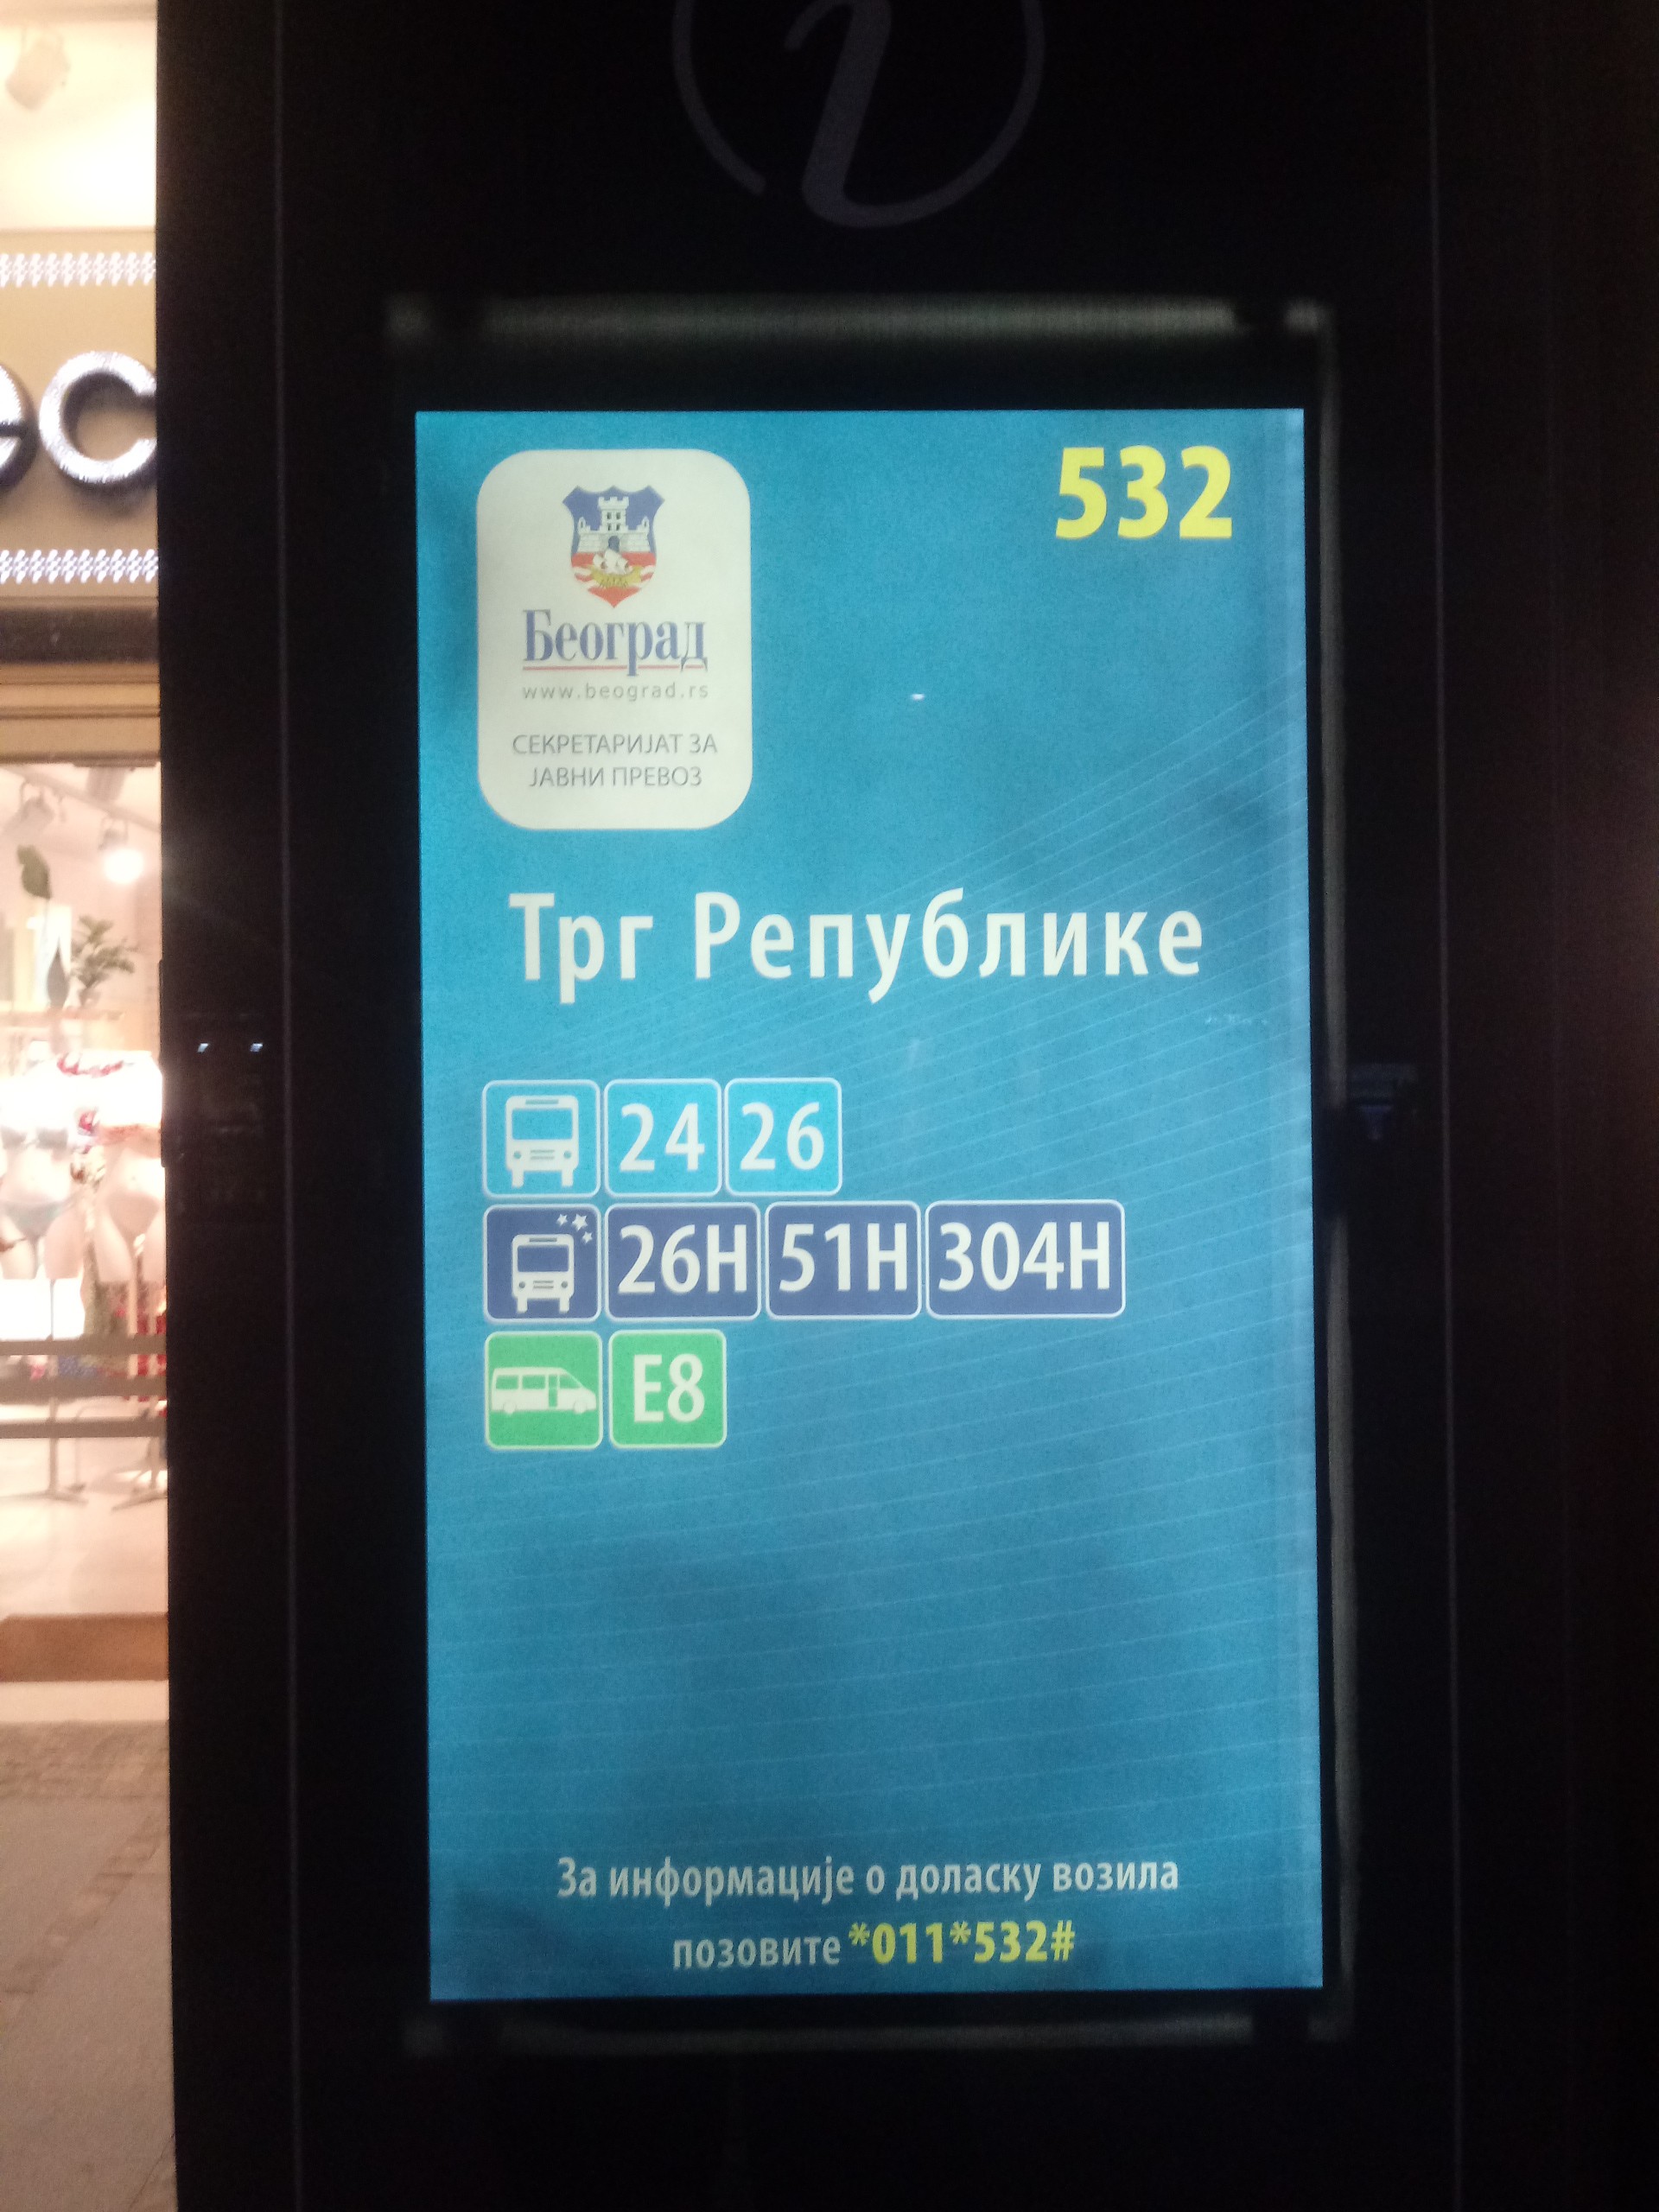 i
ec
532
Београд
www.beograd.rs
СЕКРЕТАРИЈАТ ЗА
ЈАВНИ ПРЕВОЗ
Трг Републике
24 26
26Н 51Н 304Н
Е8
За информације о доласку возила
позовите *011*532#